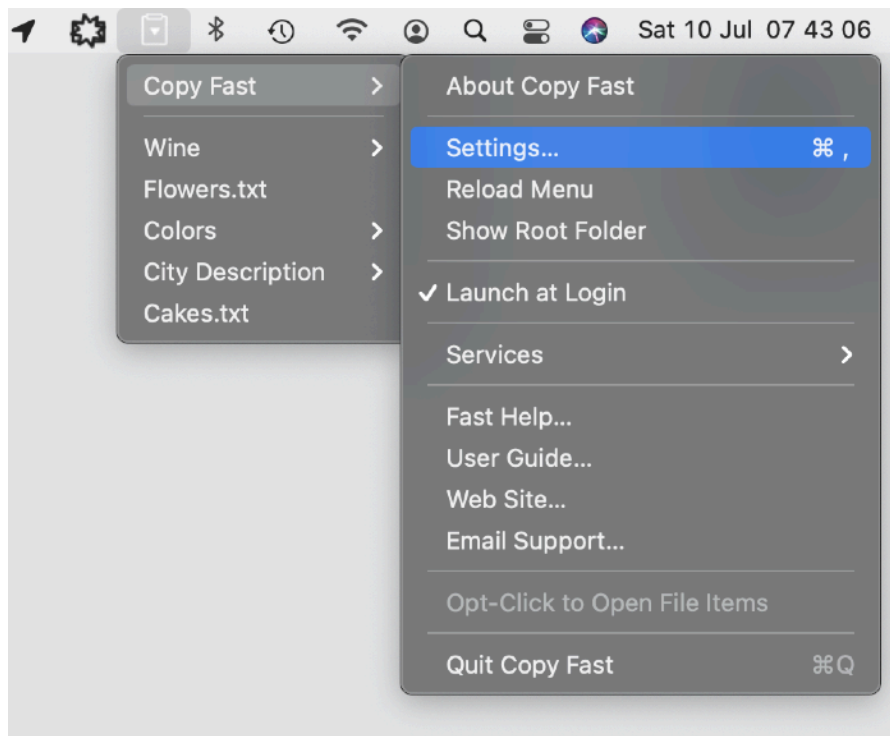 Sat 10 Jul 07 43 06
Copy Fast
Wine
Flowers.txt
Colors
City Description
Cakes.txt
About Copy Fast
Settings... ⌘ ,
Reload Menu
Show Root Folder
✓ Launch at Login
Services
Fast Help...
User Guide...
Web Site...
Email Support...
Opt-Click to Open File Items
Quit Copy Fast ⌘Q